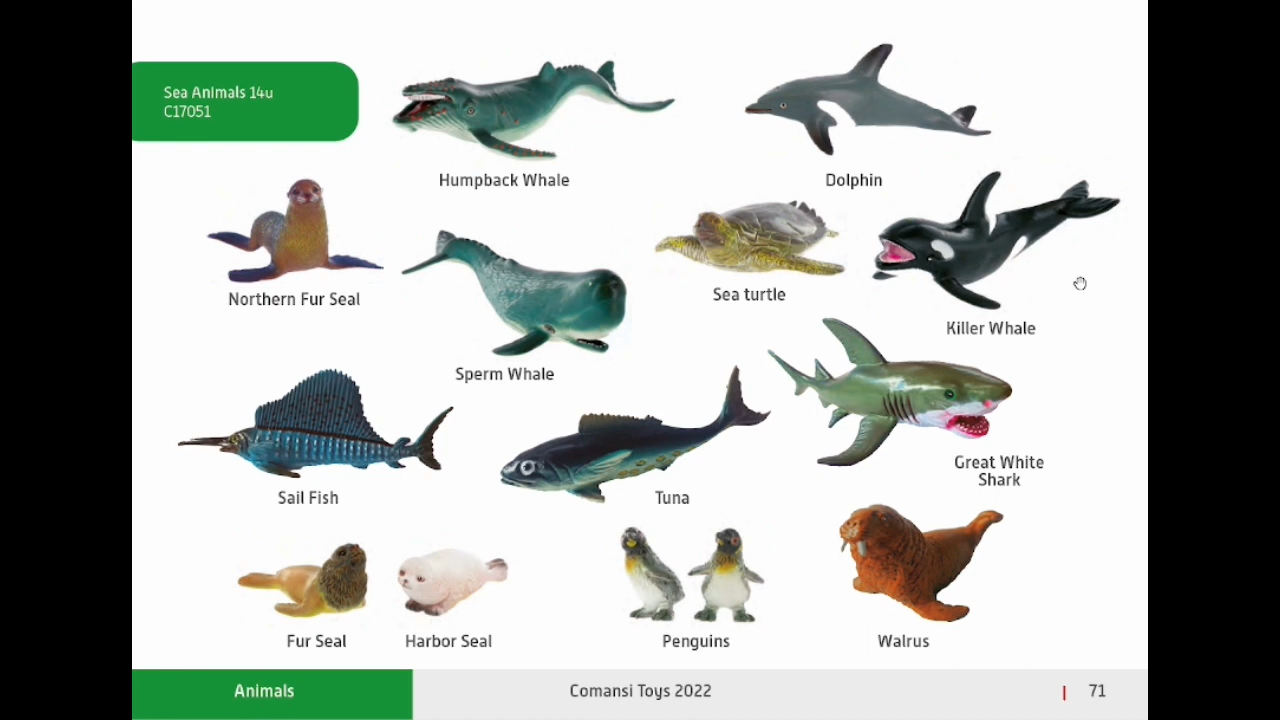 Sea Animals 14u
C17051
Humpback Whale
Dolphin
Northern Fur Seal
Sea turtle
Killer Whale
Sperm Whale
Great White
Shark
Sail Fish
Tuna
Fur Seal
Harbor Seal
Penguins
Walrus
Animals
Comansi Toys 2022
71